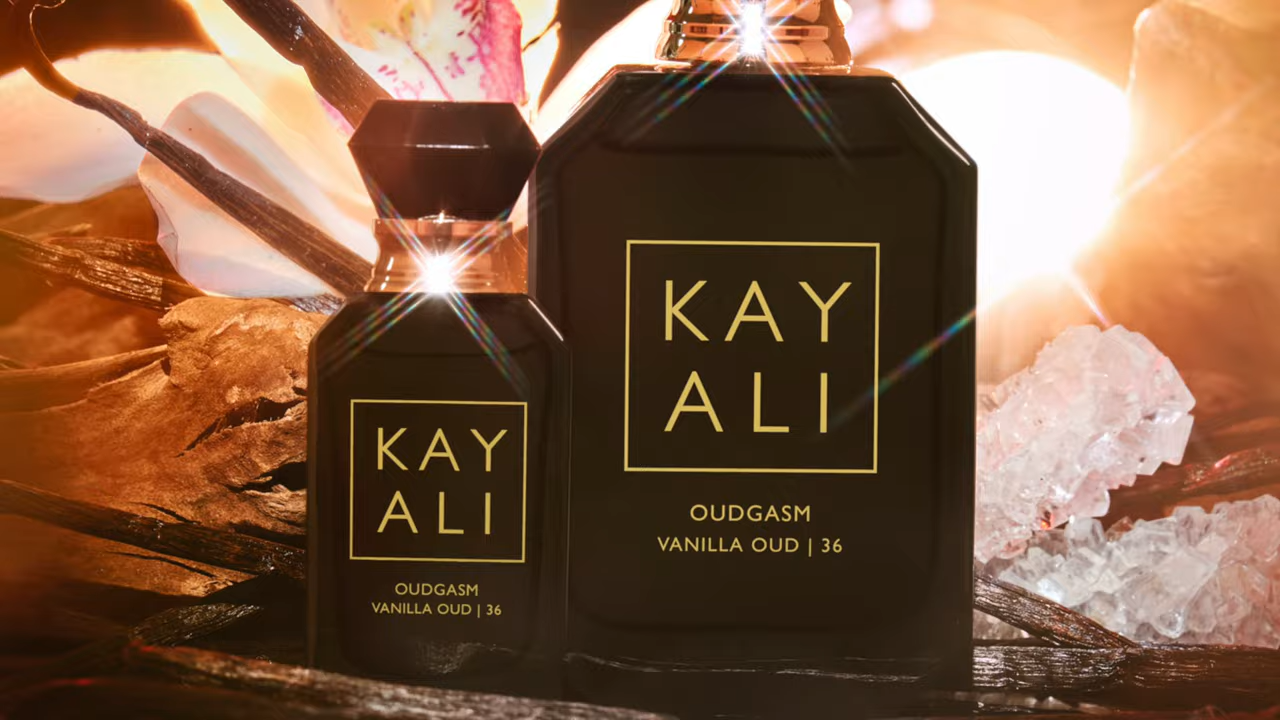 KAY
ALI
OUDGASM
VANILLA OUD | 36
KAY
ALI
OUDGASM
VANILLA OUD | 36